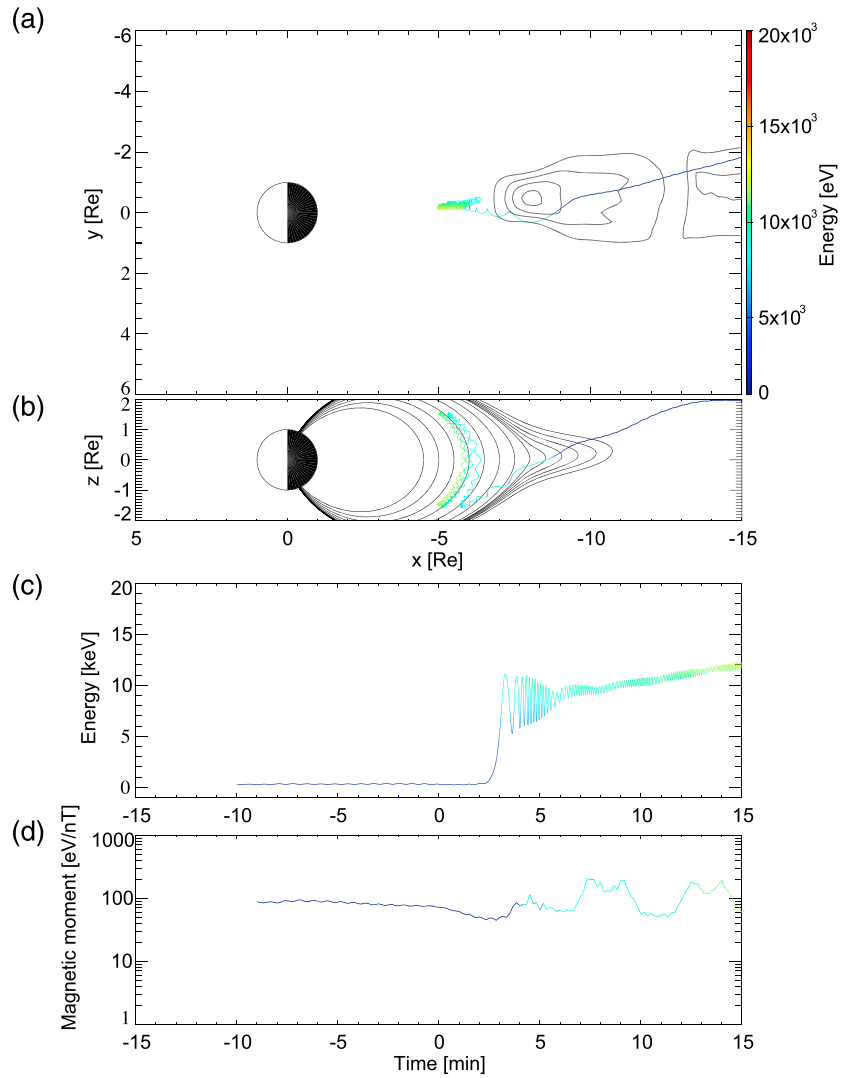 (a)
-6
-4
-2
0
2
4
6
y [Re]
20x10³
15x10³
10x10³
5x10³
0
Energy [eV]
(b)
2
1
0
-1
-2
z [Re]
5 0 -5 -10 -15
x [Re]
(c)
20
15
10
5
0
Energy [keV]
-15 -10 -5 0 5 10 15
(d)
1000
100
10
1
Magnetic moment [eV/nT]
-15 -10 -5 0 5 10 15
Time [min]